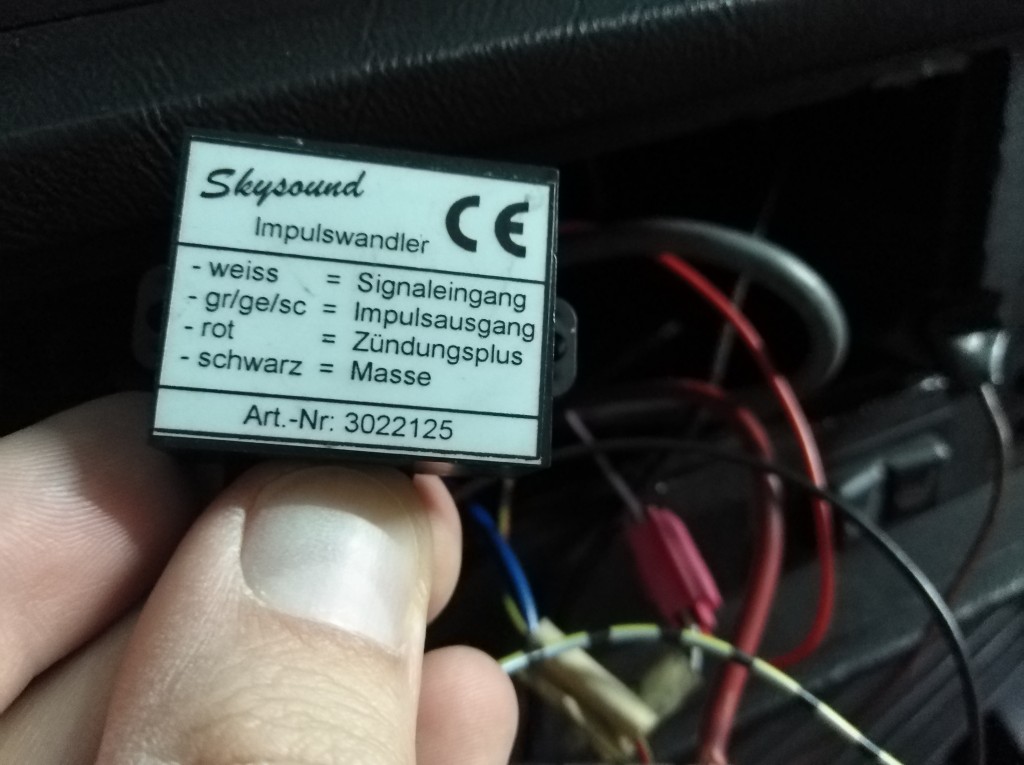 Skysound
CE
Impulswandler
- weiss = Signaleingang
- gr/ge/sc = Impulsausgang
- rot = Zündungsplus
- schwarz = Masse
Art.-Nr: 3022125